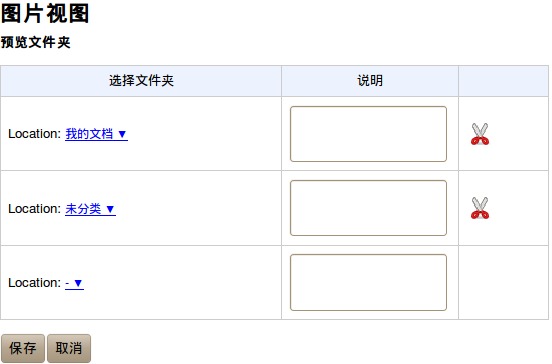 图片视图
预览文件夹
选择文件夹 说明
Location: 我的文档 ▼
Location: 未分类 ▼
Location: - ▼
保存 取消